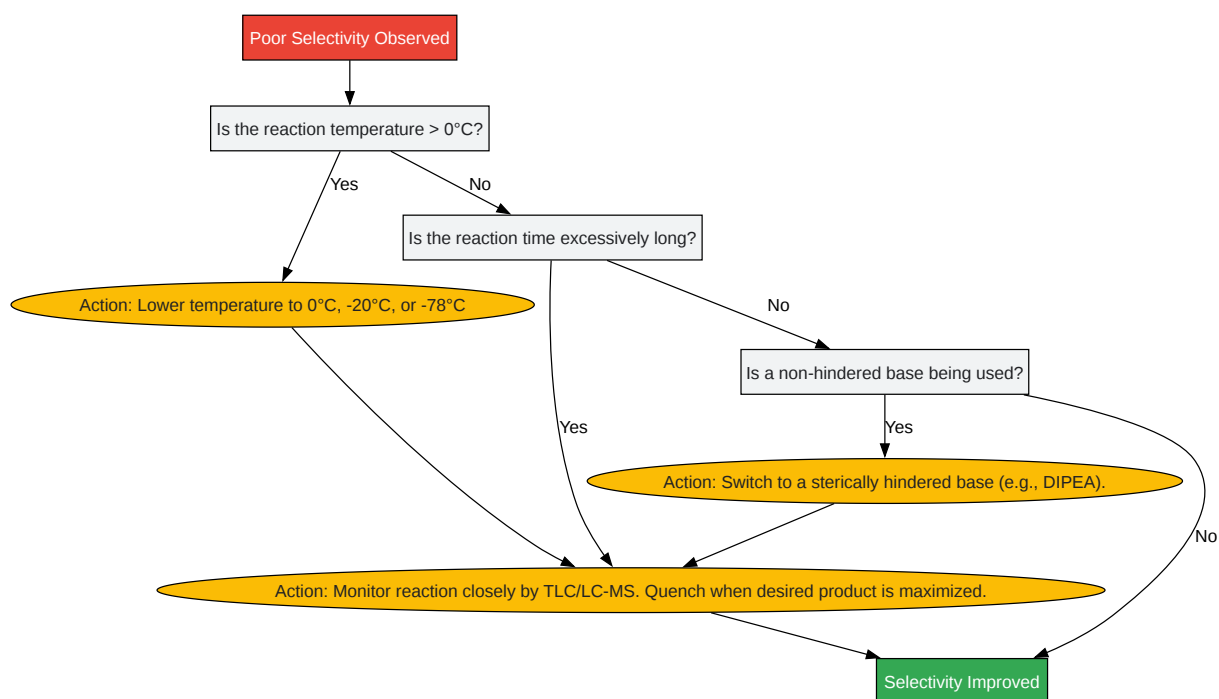 Poor Selectivity Observed
Is the reaction temperature > 0°C?
Yes
No
Is the reaction time excessively long?
Action: Lower temperature to 0°C, -20°C, or -78°C
No
Is a non-hindered base being used?
Yes
Yes
Action: Switch to a sterically hindered base (e.g., DIPEA).
No
Action: Monitor reaction closely by TLC/LC-MS. Quench when desired product is maximized.
Selectivity Improved